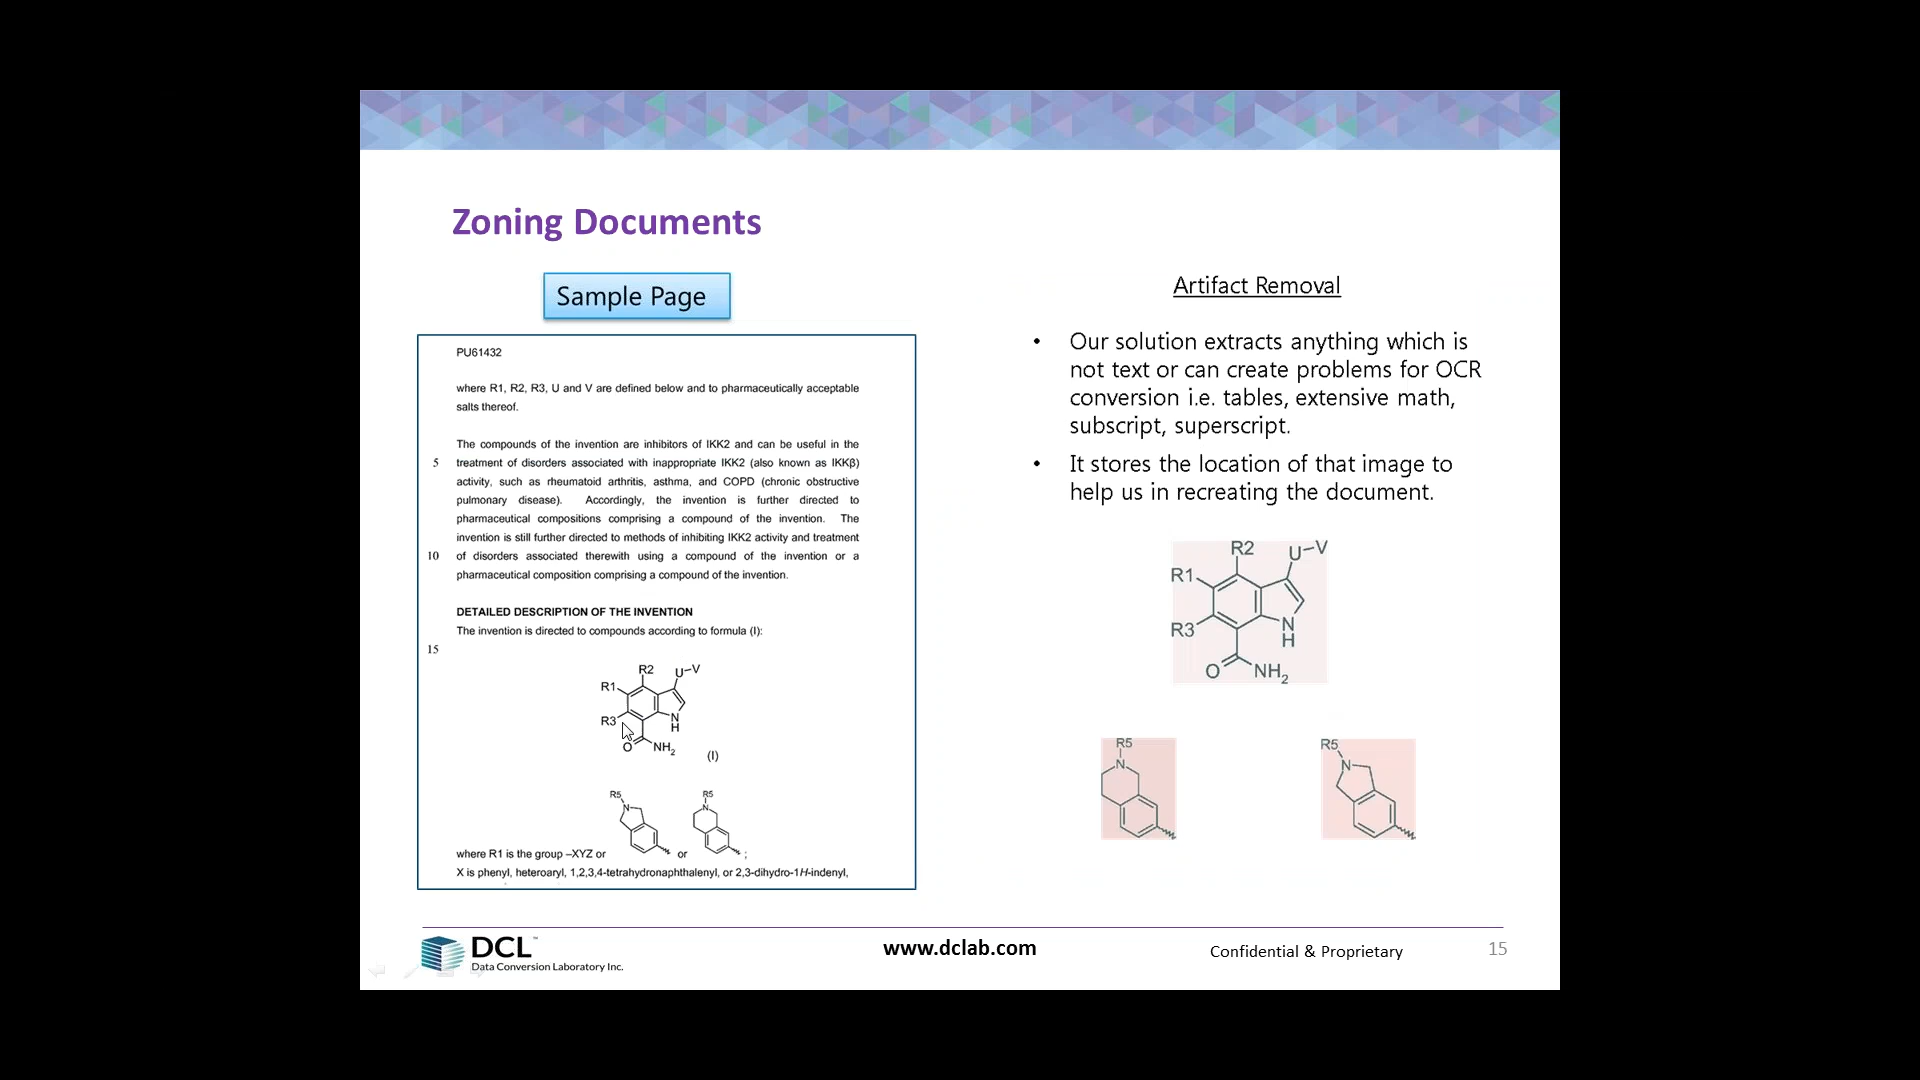 Zoning Documents
Sample Page
PU61432
where R1, R2, R3, U and V are defined below and to pharmaceutically acceptable
salts thereof.
The compounds of the invention are inhibitors of IKK2 and can be useful in the
5 treatment of disorders associated with inappropriate IKK2 (also known as IKKβ)
activity, such as rheumatoid arthritis, asthma, and COPD (chronic obstructive
pulmonary disease). Accordingly, the invention is further directed to
pharmaceutical compositions comprising a compound of the invention. The
invention is still further directed to methods of inhibiting IKK2 activity and treatment
10 of disorders associated therewith using a compound of the invention or a
pharmaceutical composition comprising a compound of the invention.
DETAILED DESCRIPTION OF THE INVENTION
The invention is directed to compounds according to formula (I):
15
R2 U–V
R1
R3 N
H
O NH2
(I)
R5 R5
N N
where R1 is the group –XYZ or or ;
X is phenyl, heteroaryl, 1,2,3,4-tetrahydronaphthalenyl, or 2,3-dihydro-1H-indenyl,
Artifact Removal
• Our solution extracts anything which is
not text or can create problems for OCR
conversion i.e. tables, extensive math,
subscript, superscript.
• It stores the location of that image to
help us in recreating the document.
R2 U–V
R1
R3 N
H
O NH2
R5 R5
N N
DCL™
Data Conversion Laboratory Inc.
www.dclab.com
Confidential & Proprietary
15